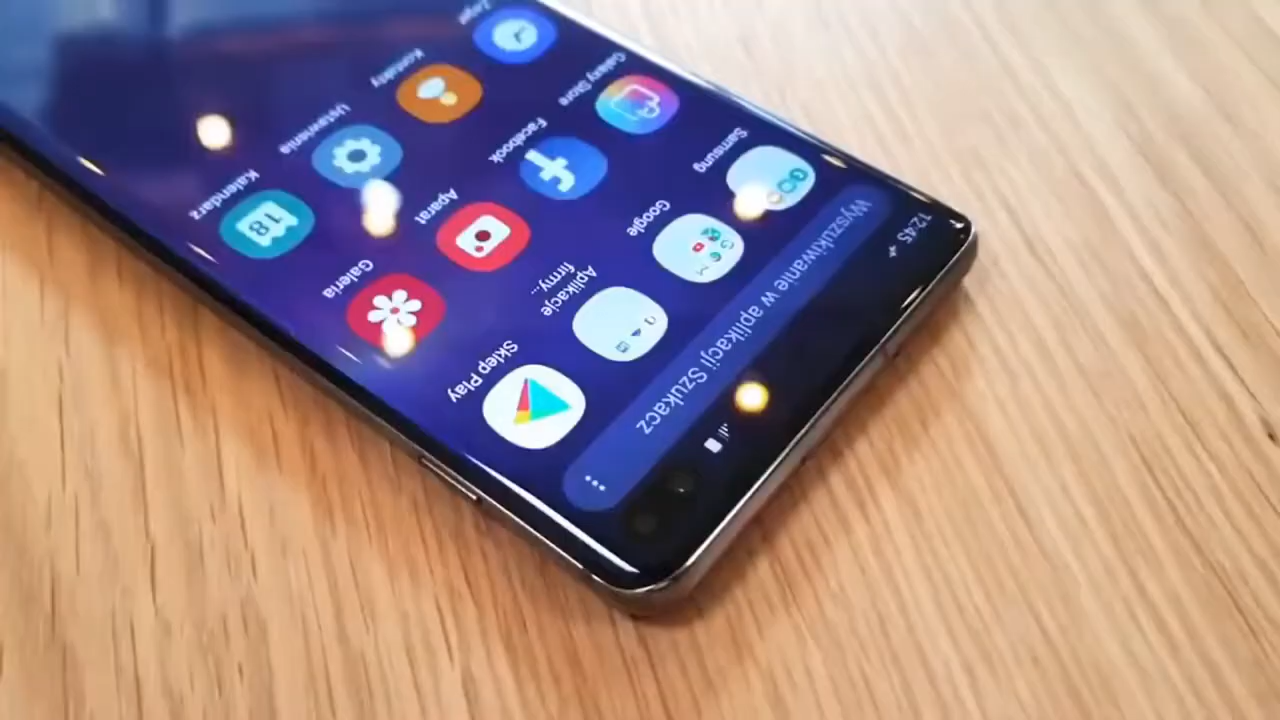 12:45
Wyszukiwanie w aplikacji Szukacz
Samsung
Google
Aplikacje
firmy...
Sklep Play
Galaxy Store
Facebook
Aparat
Galeria
Zegar
Kontakty
Ustawienia
Kalendarz
18